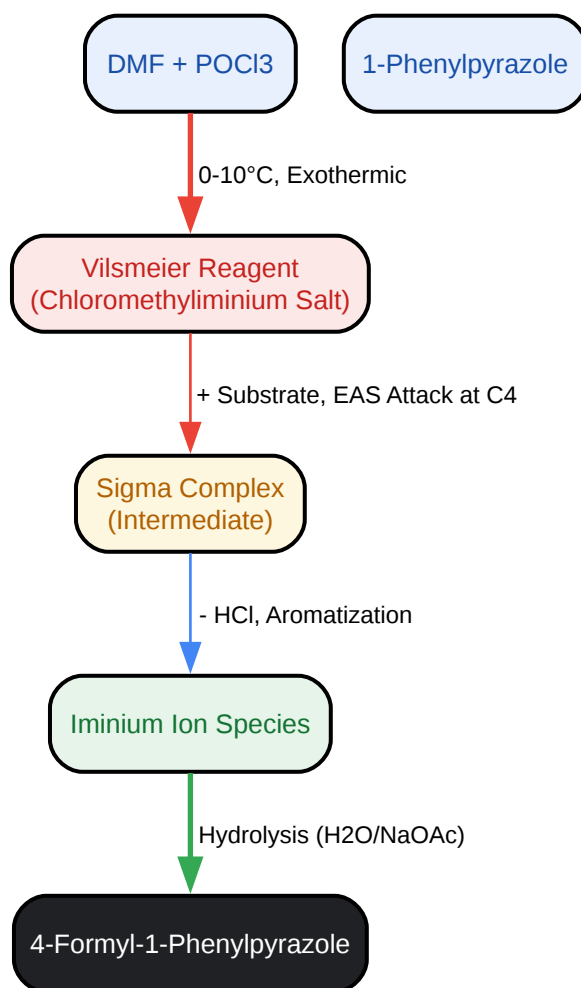 DMF + POCl3
1-Phenylpyrazole
0-10°C, Exothermic
Vilsmeier Reagent
(Chloromethyliminium Salt)
+ Substrate, EAS Attack at C4
Sigma Complex
(Intermediate)
- HCl, Aromatization
Iminium Ion Species
Hydrolysis (H2O/NaOAc)
4-Formyl-1-Phenylpyrazole